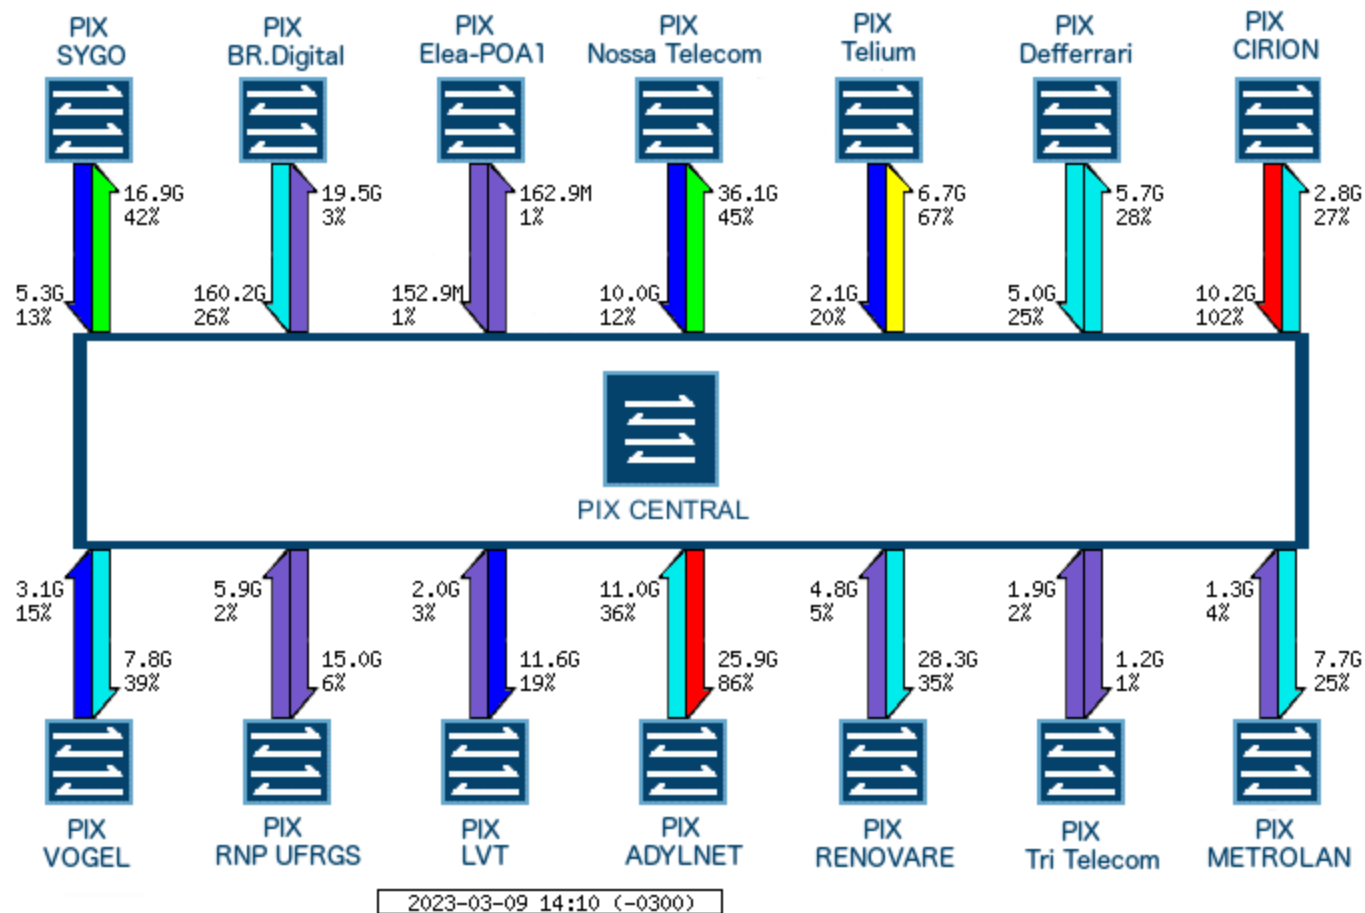 PIX
SYGO
PIX
BR.Digital
PIX
Elea-POA1
PIX
Nossa Telecom
PIX
Telium
PIX
Defferrari
PIX
CIRION
16.9G
42%
19.5G
3%
162.9M
1%
36.1G
45%
6.7G
67%
5.7G
28%
2.8G
27%
5.3G
13%
160.2G
26%
152.9M
1%
10.0G
12%
2.1G
20%
5.0G
25%
10.2G
102%
PIX CENTRAL
3.1G
15%
5.9G
2%
2.0G
3%
11.0G
36%
4.8G
5%
1.9G
2%
1.3G
4%
7.8G
39%
15.0G
6%
11.6G
19%
25.9G
86%
28.3G
35%
1.2G
1%
7.7G
25%
PIX
VOGEL
PIX
RNP UFRGS
PIX
LVT
PIX
ADYLNET
PIX
RENOVARE
PIX
Tri Telecom
PIX
METROLAN
2023-03-09 14:10 (-0300)